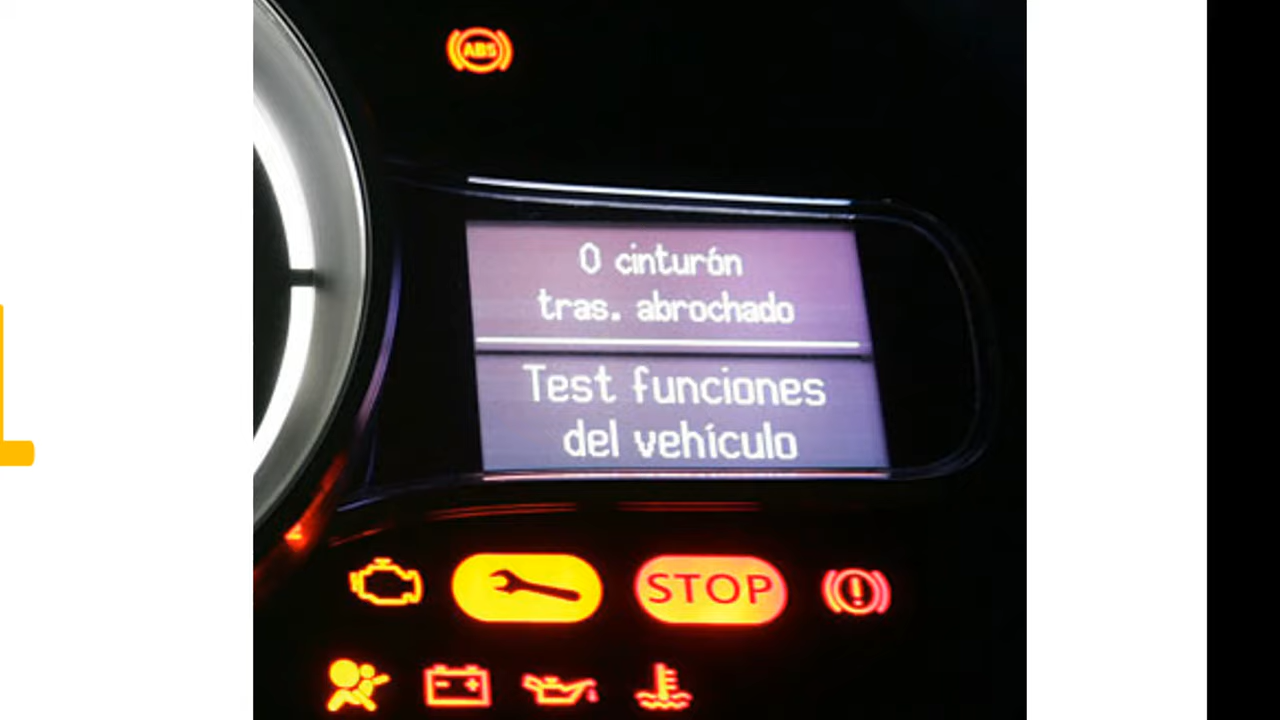 ABS
0 cinturón
tras. abrochado
Test funciones
del vehículo
STOP